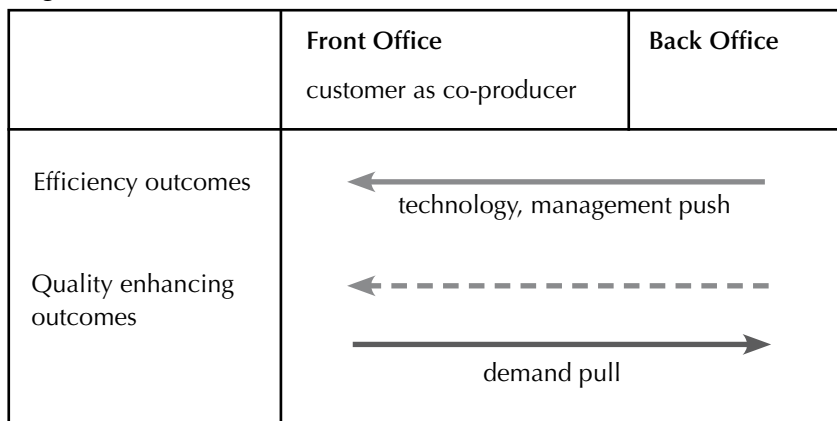 Front Office
Back Office
customer as co-producer
Efficiency outcomes
technology, management push
Quality enhancing
outcomes
demand pull